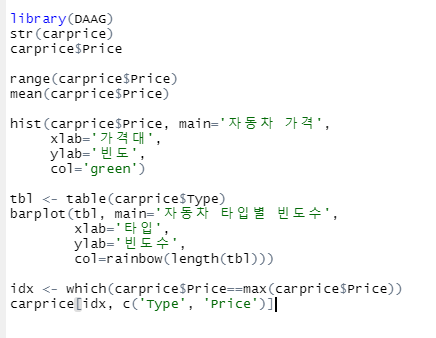 library(DAAG)
str(carprice)
carprice$Price
range(carprice$Price)
mean(carprice$Price)
hist(carprice$Price, main='자동차 가격',
xlab='가격대',
ylab='빈도',
col='green')
tbl <- table(carprice$Type)
barplot(tbl, main='자동차 타입별 빈도수',
xlab='타입',
ylab='빈도수',
col=rainbow(length(tbl)))
idx <- which(carprice$Price==max(carprice$Price))
carprice[idx, c('Type', 'Price')]